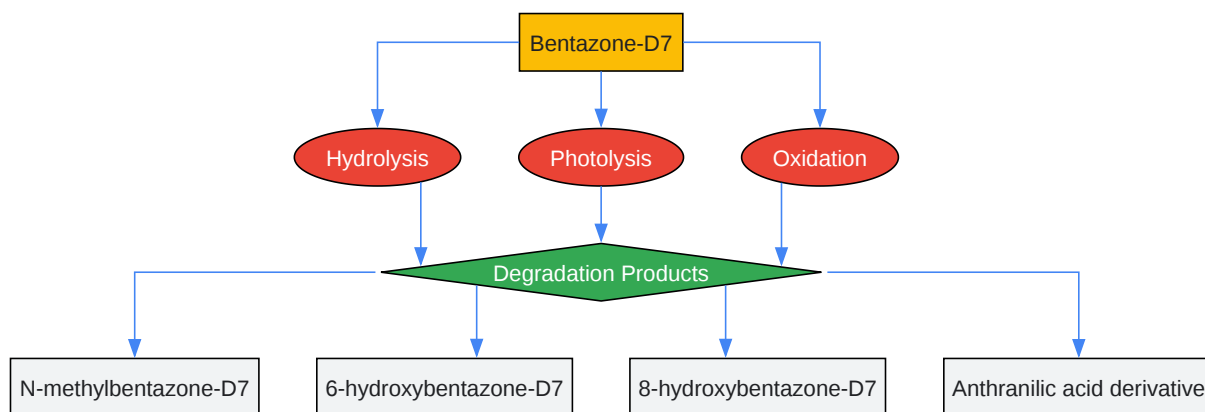 Bentazone-D7
Hydrolysis
Photolysis
Oxidation
Degradation Products
N-methylbentazone-D7
6-hydroxybentazone-D7
8-hydroxybentazone-D7
Anthranilic acid derivative